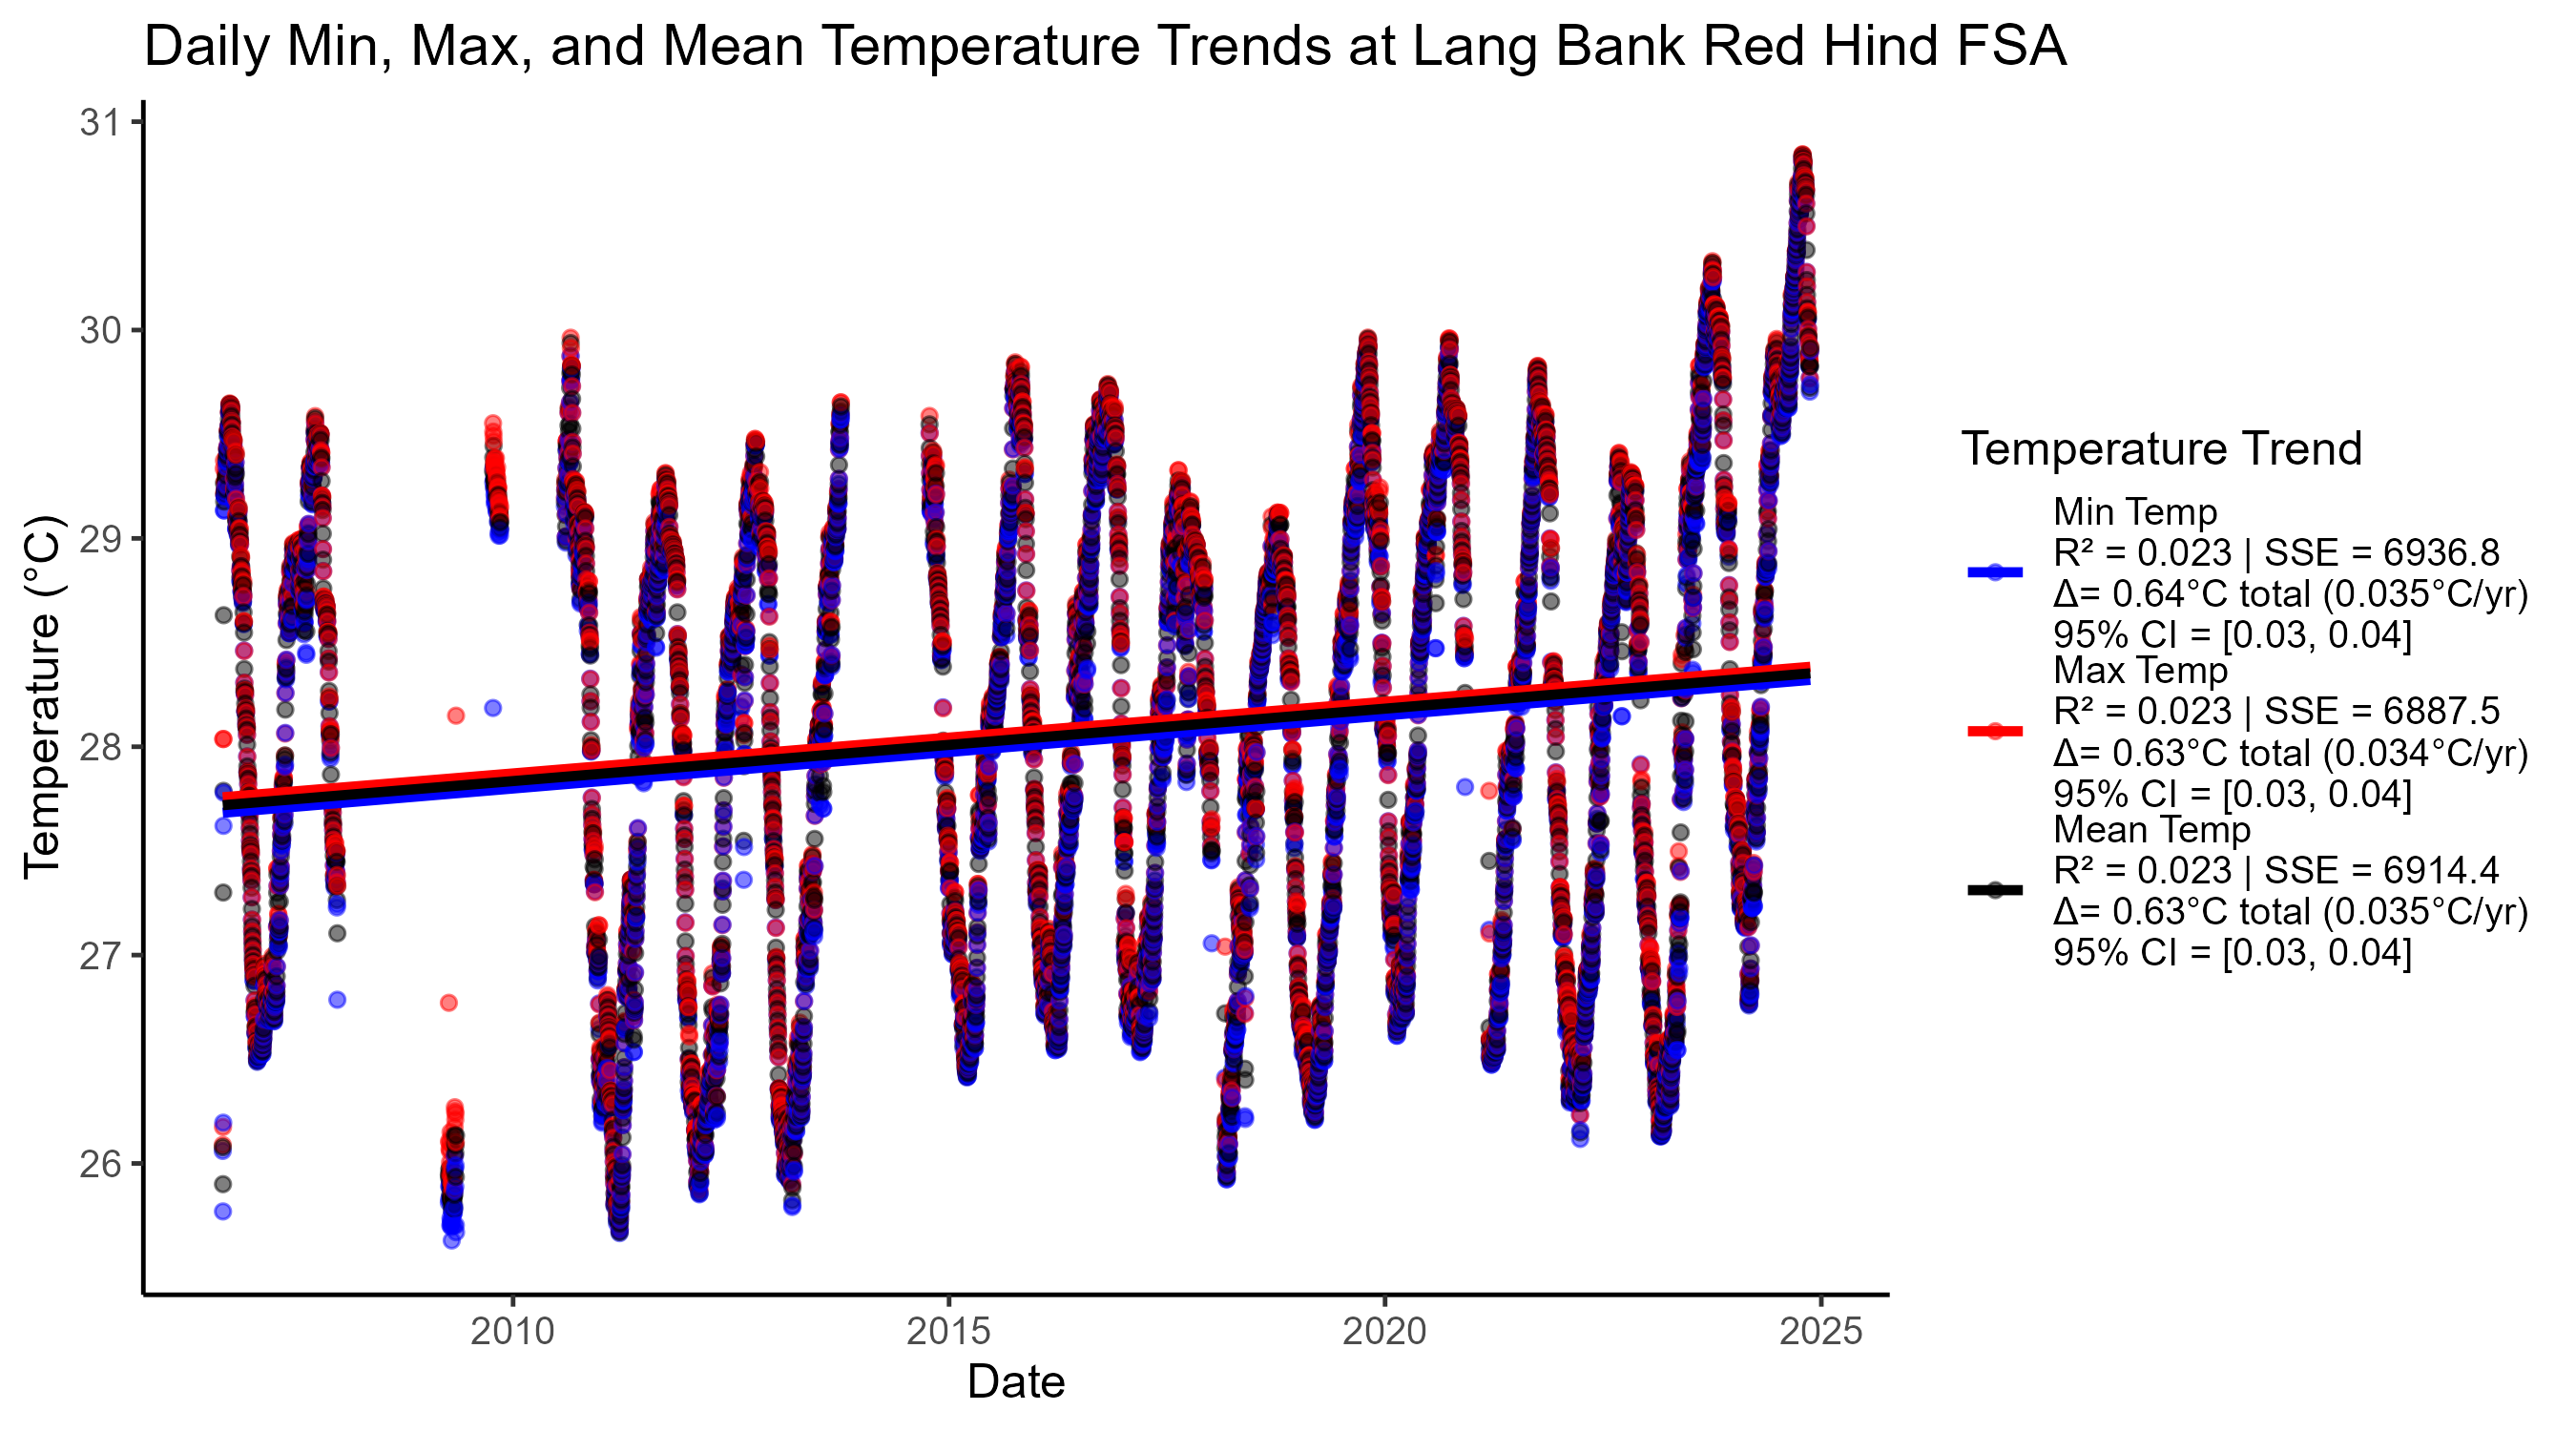 Daily Min, Max, and Mean Temperature Trends at Lang Bank Red Hind FSA
31
30
29
28
27
26
Temperature (°C)
2010
2015
2020
2025
Date
Temperature Trend
Min Temp
R² = 0.023 | SSE = 6936.8
Δ= 0.64°C total (0.035°C/yr)
95% CI = [0.03, 0.04]
Max Temp
R² = 0.023 | SSE = 6887.5
Δ= 0.63°C total (0.034°C/yr)
95% CI = [0.03, 0.04]
Mean Temp
R² = 0.023 | SSE = 6914.4
Δ= 0.63°C total (0.035°C/yr)
95% CI = [0.03, 0.04]